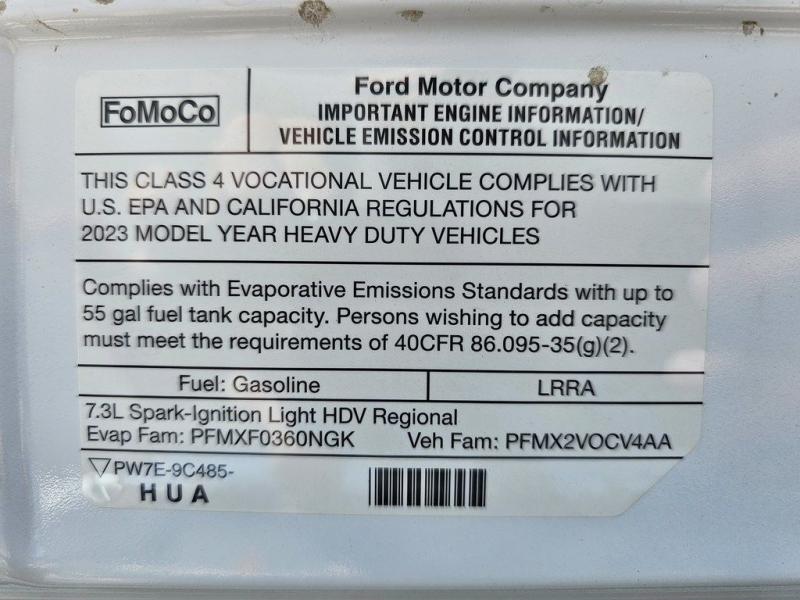 FoMoCo
Ford Motor Company
IMPORTANT ENGINE INFORMATION/
VEHICLE EMISSION CONTROL INFORMATION
THIS CLASS 4 VOCATIONAL VEHICLE COMPLIES WITH
U.S. EPA AND CALIFORNIA REGULATIONS FOR
2023 MODEL YEAR HEAVY DUTY VEHICLES
Complies with Evaporative Emissions Standards with up to
55 gal fuel tank capacity. Persons wishing to add capacity
must meet the requirements of 40CFR 86.095-35(g)(2).
Fuel: Gasoline LRRA
7.3L Spark-Ignition Light HDV Regional
Evap Fam: PFMXF0360NGK Veh Fam: PFMX2VOCV4AA
PW7E-9C485-
HUA